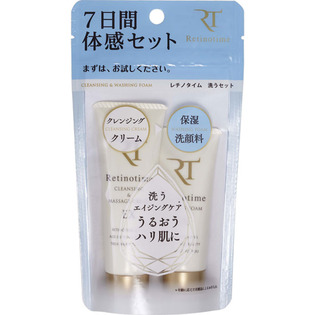 7日間
体感セット
まずは、お試しください。
CLEANSING & WASHING FOAM
RT
Retinotime
レチノタイム 洗うセット
クレンジング
クリーム
保湿
洗顔料
RT
Retinotime
CLEANSING
&
RT
洗う
エイジングケア
うるおう
ハリ肌に